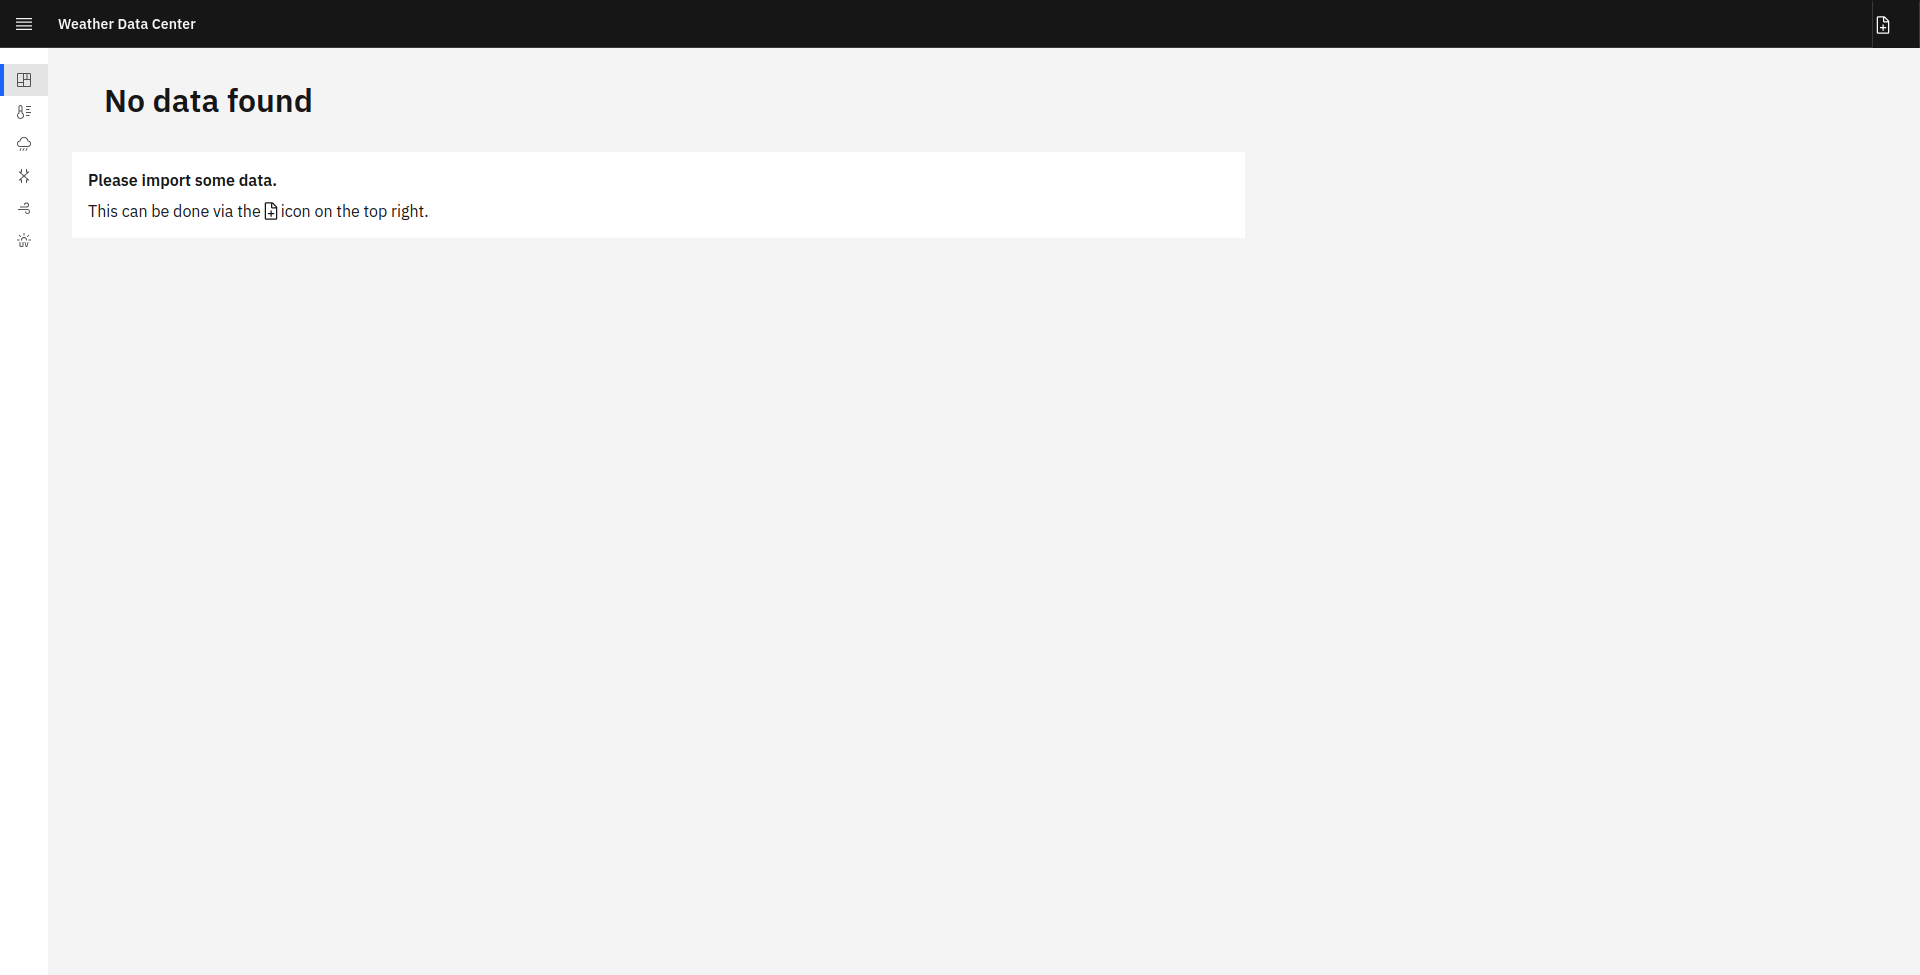 Weather Data Center
No data found
Please import some data.
This can be done via the icon on the top right.
UV